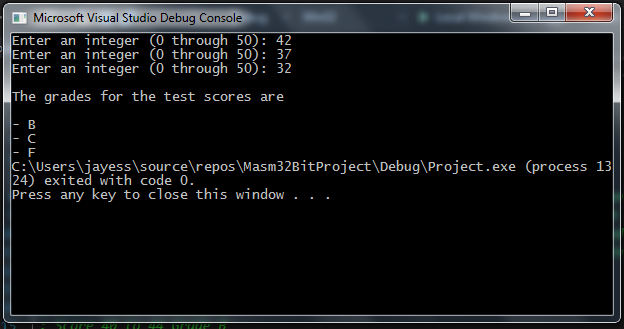 Microsoft Visual Studio Debug Console
Enter an integer (0 through 50): 42
Enter an integer (0 through 50): 37
Enter an integer (0 through 50): 32
The grades for the test scores are
- B
- C
- F
C:\Users\jayess\source\repos\Masm32BitProject\Debug\Project.exe (process 13
24) exited with code 0.
Press any key to close this window . . .